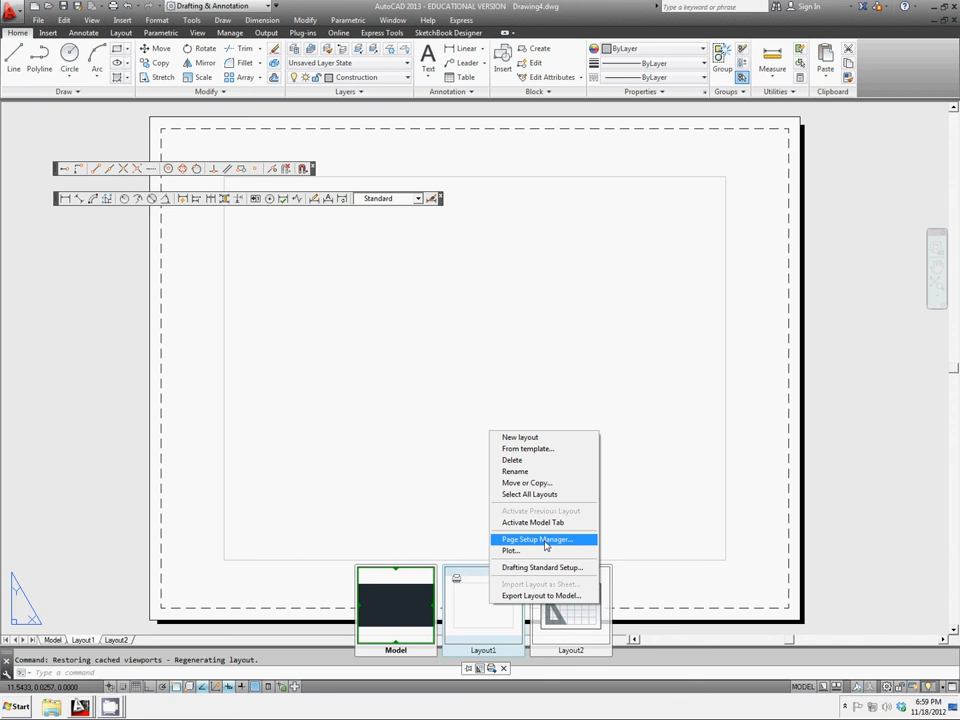 Drafting & Annotation
AutoCAD 2013 - EDUCATIONAL VERSION Drawing4.dwg
Type a keyword or phrase
Sign In
File Edit View Insert Format Tools Draw Dimension Modify Parametric Window Help Express
Home Insert Annotate Parametric View Manage Output Plug-ins Online Express Tools SketchBook Designer
Line Polyline Circle Arc
Move Rotate Trim
Copy Mirror Fillet
Stretch Scale Array
Unsaved Layer State
Construction
Text
Linear
Leader
Table
Insert
Create
Edit
Edit Attributes
ByLayer
ByLayer
ByLayer
Group
Measure
Paste
Draw Modify Layers Annotation Block Properties Groups Utilities Clipboard
Standard
New layout
From template...
Delete
Rename
Move or Copy...
Select All Layouts
Activate Previous Layout
Activate Model Tab
Page Setup Manager...
Plot...
Drafting Standard Setup...
Import Layout as Sheet...
Export Layout to Model...
X
Model Layout1 Layout2
Model Layout1 Layout2
Command: Restoring cached viewports - Regenerating layout.
Type a command
11.5433, 0.0257, 0.0000
MODEL
Start
6:59 PM
11/18/2012